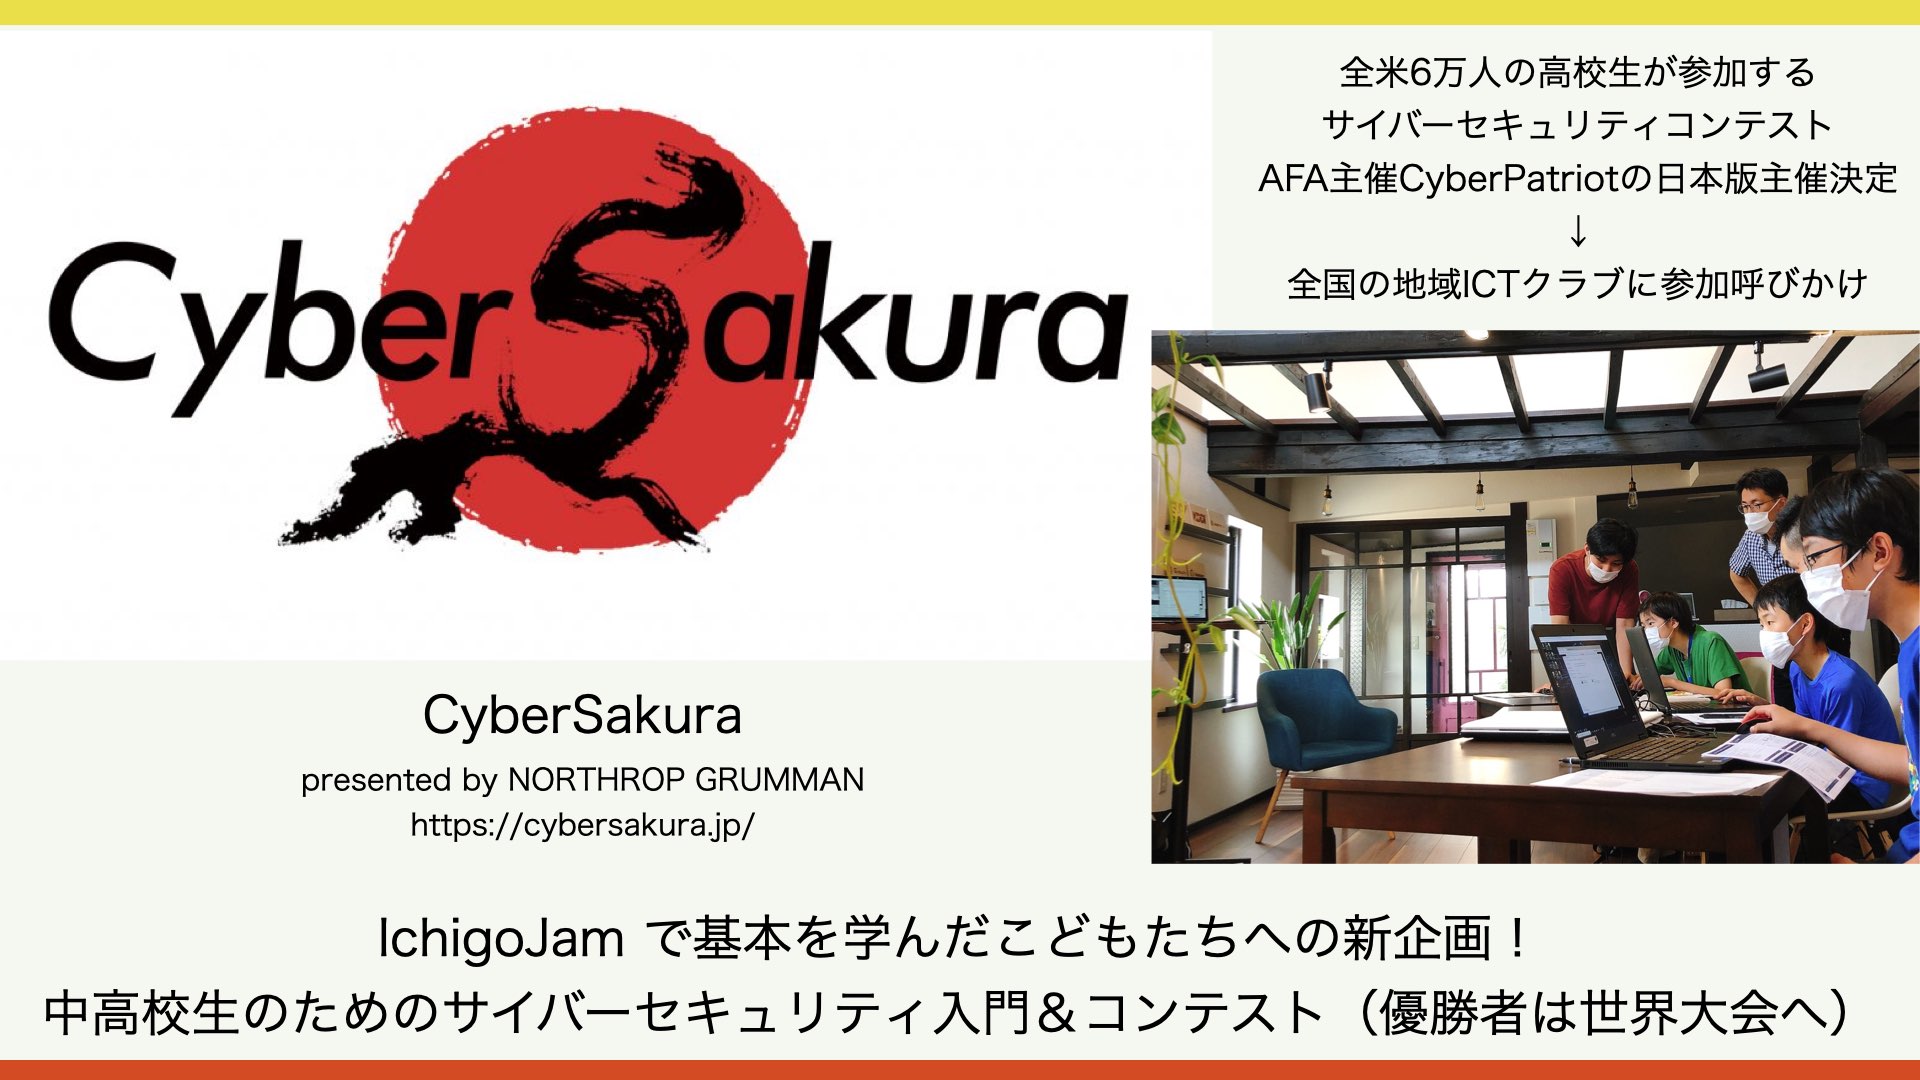 CyberSakura
全米6万人の高校生が参加する
サイバーセキュリティコンテスト
AFA主催CyberPatriotの日本版主催決定
↓
全国の地域ICTクラブに参加呼びかけ
CyberSakura
presented by NORTHROP GRUMMAN
https://cybersakura.jp/
IchigoJam で基本を学んだこどもたちへの新企画！
中高校生のためのサイバーセキュリティ入門＆コンテスト（優勝者は世界大会へ）